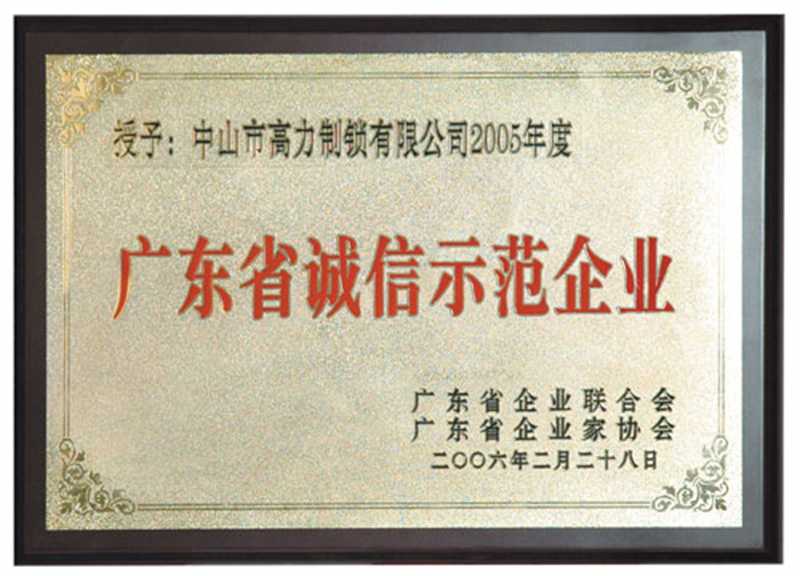 授予：中山市高力制锁有限公司2005年度
广东省诚信示范企业
广东省企业联合会
广东省企业家协会
二〇〇六年二月二十八日